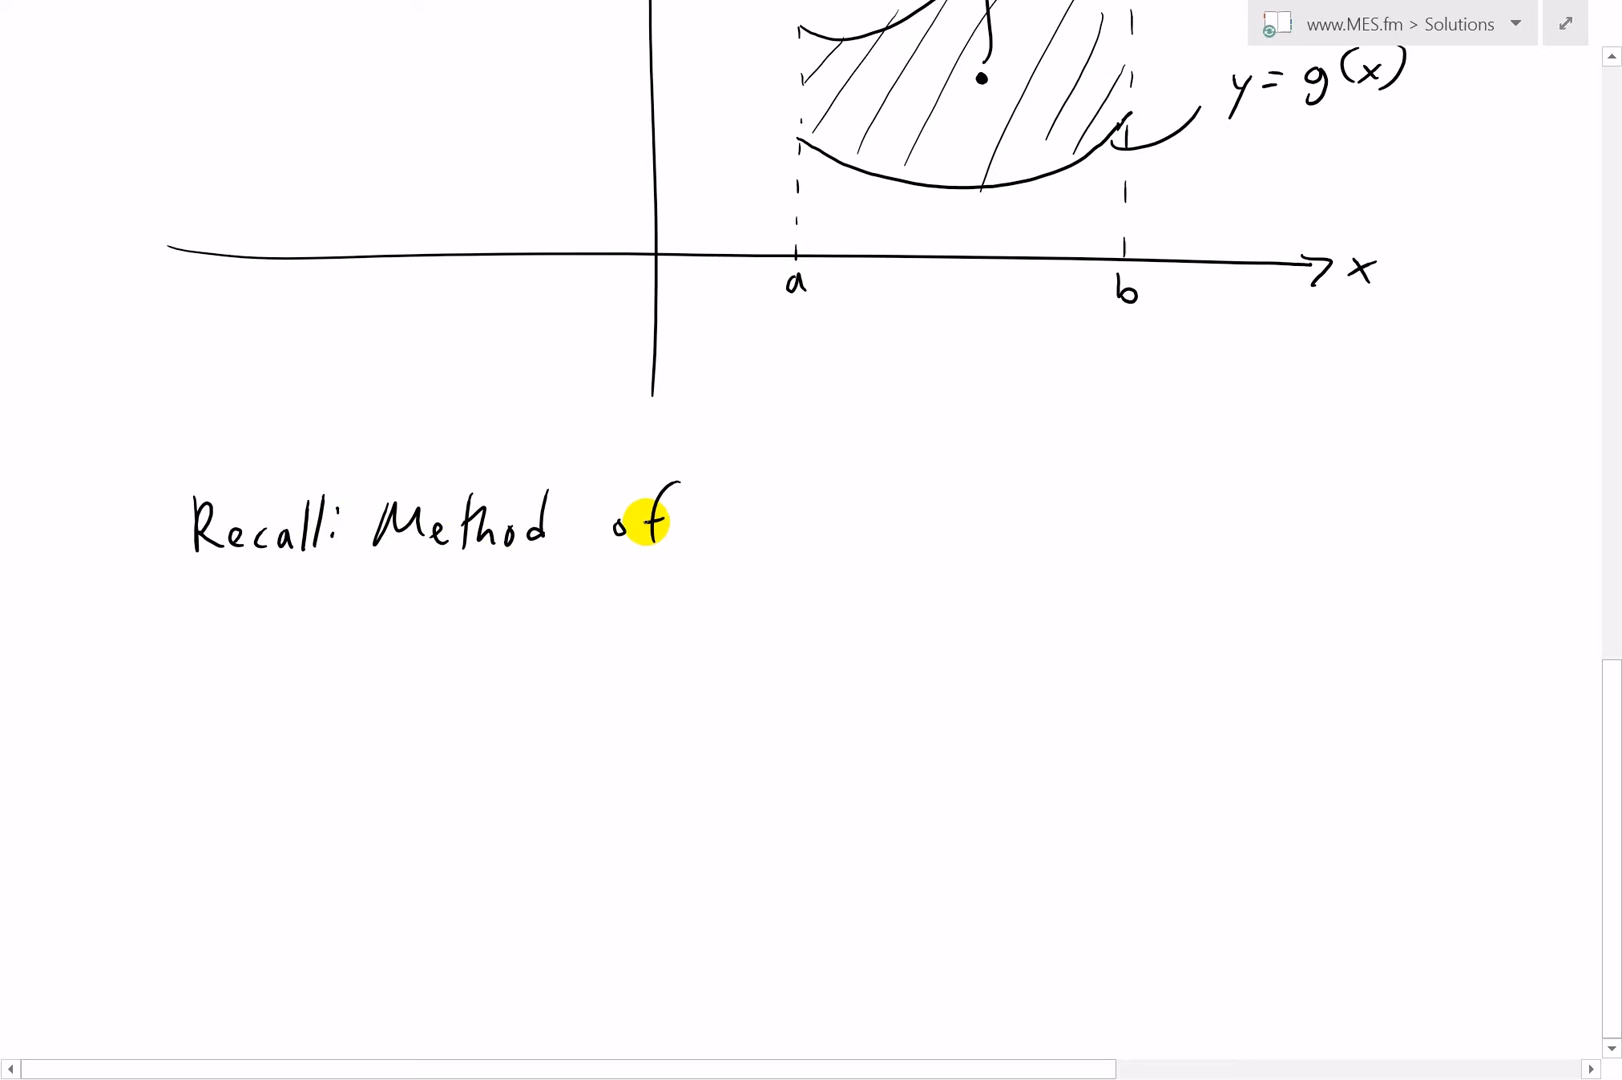 www.MES.fm > Solutions
y = g(x)
a
b
x
Recall: Method of